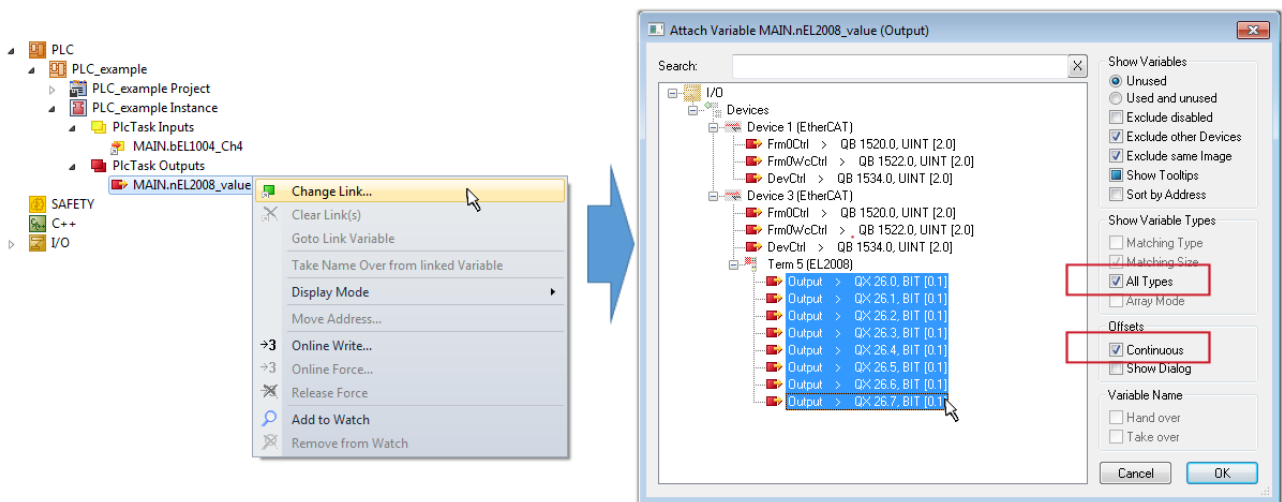 PLC
PLC_example
PLC_example Project
PLC_example Instance
PlcTask Inputs
MAIN.bEL1004_Ch4
PlcTask Outputs
MAIN.nEL2008_value
SAFETY
C++
I/O
Change Link...
Clear Link(s)
Goto Link Variable
Take Name Over from linked Variable
Display Mode
Move Address...
→3 Online Write...
→3 Online Force...
Release Force
Add to Watch
Remove from Watch
Attach Variable MAIN.nEL2008_value (Output)
Search:
X
I/O
Devices
Device 1 (EtherCAT)
Frm0Ctrl > QB 1520.0, UINT [2.0]
Frm0WcCtrl > QB 1522.0, UINT [2.0]
DevCtrl > QB 1534.0, UINT [2.0]
Device 3 (EtherCAT)
Frm0Ctrl > QB 1520.0, UINT [2.0]
Frm0WcCtrl > QB 1522.0, UINT [2.0]
DevCtrl > QB 1534.0, UINT [2.0]
Term 5 (EL2008)
Output > QX 26.0, BIT [0.1]
Output > QX 26.1, BIT [0.1]
Output > QX 26.2, BIT [0.1]
Output > QX 26.3, BIT [0.1]
Output > QX 26.4, BIT [0.1]
Output > QX 26.5, BIT [0.1]
Output > QX 26.6, BIT [0.1]
Output > QX 26.7, BIT [0.1]
Show Variables
Unused
Used and unused
Exclude disabled
Exclude other Devices
Exclude same Image
Show Tooltips
Sort by Address
Show Variable Types
Matching Type
Matching Size
All Types
Array Mode
Offsets
Continuous
Show Dialog
Variable Name
Hand over
Take over
Cancel
OK